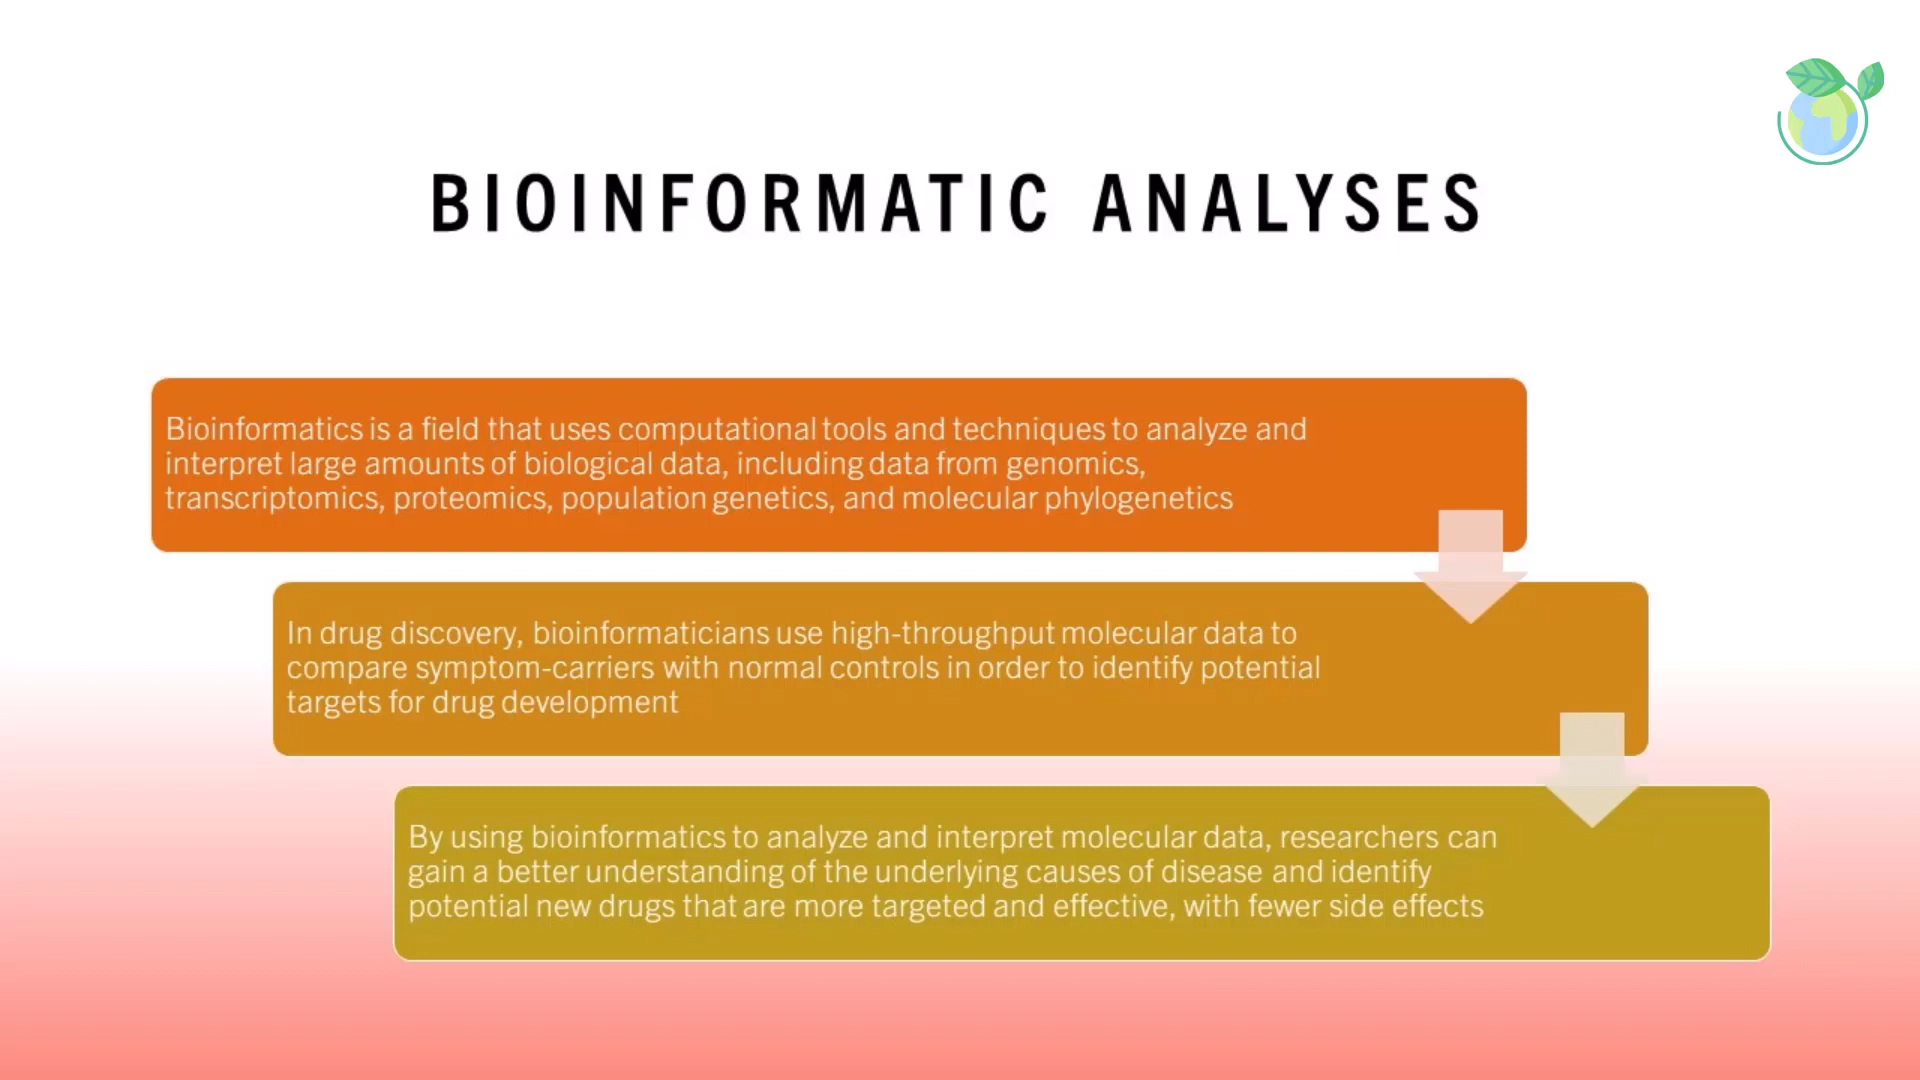 BIOINFORMATIC ANALYSES
Bioinformatics is a field that uses computational tools and techniques to analyze and
interpret large amounts of biological data, including data from genomics,
transcriptomics, proteomics, population genetics, and molecular phylogenetics
In drug discovery, bioinformaticians use high-throughput molecular data to
compare symptom-carriers with normal controls in order to identify potential
targets for drug development
By using bioinformatics to analyze and interpret molecular data, researchers can
gain a better understanding of the underlying causes of disease and identify
potential new drugs that are more targeted and effective, with fewer side effects